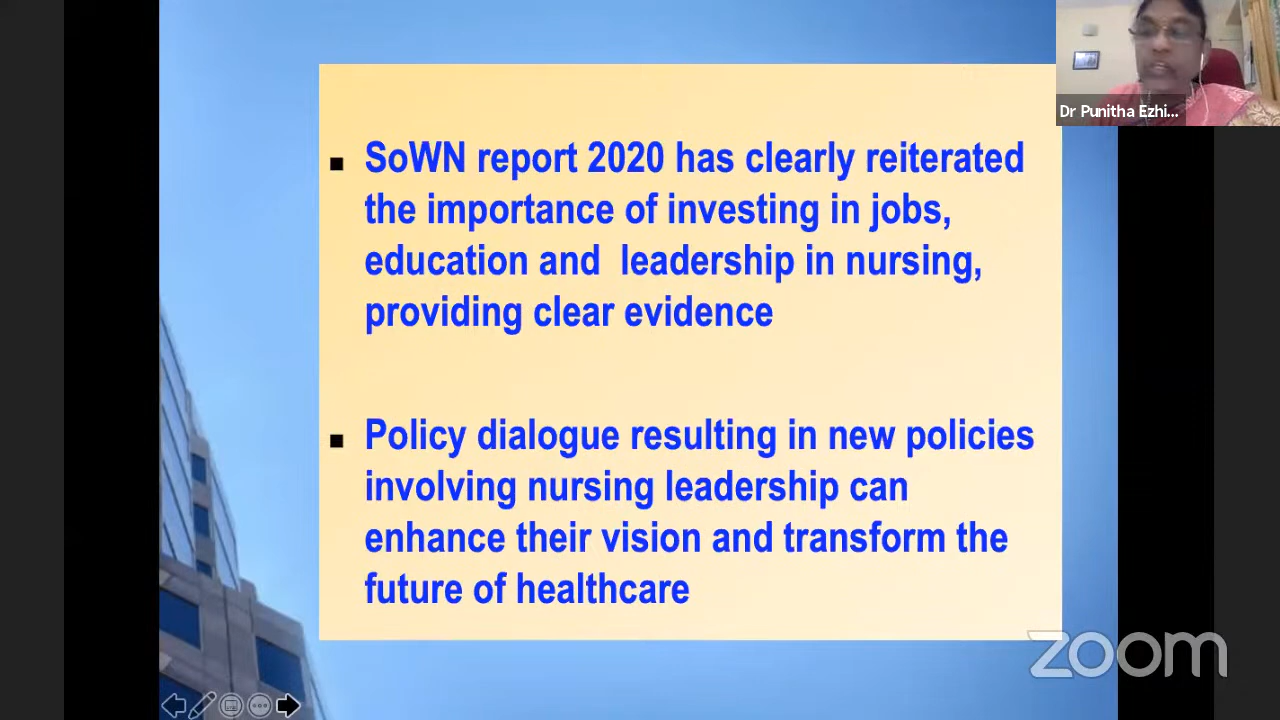 Dr Punitha Ezhi...
▪ SoWN report 2020 has clearly reiterated
the importance of investing in jobs,
education and leadership in nursing,
providing clear evidence
▪ Policy dialogue resulting in new policies
involving nursing leadership can
enhance their vision and transform the
future of healthcare
zoom